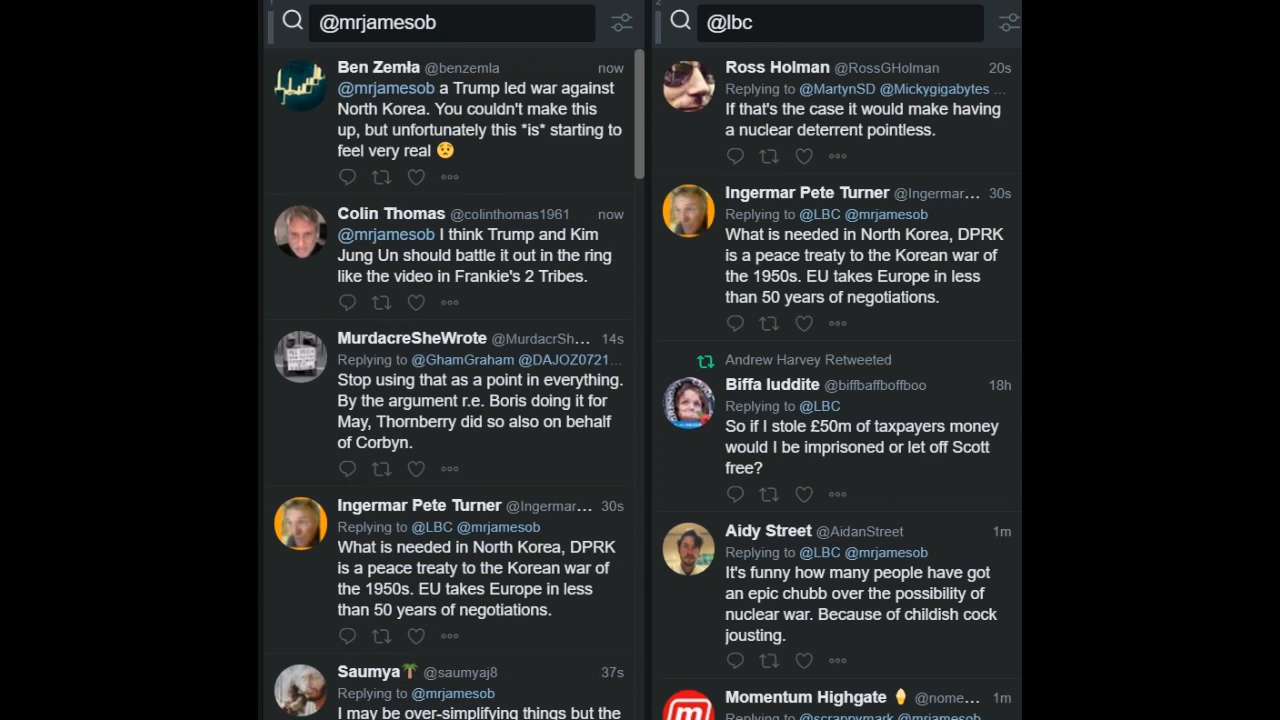 @mrjamesob
Ben Zemła @benzemla now
@mrjamesob a Trump led war against
North Korea. You couldn't make this
up, but unfortunately this *is* starting to
feel very real 😟
Colin Thomas @colinthomas1961 now
@mrjamesob I think Trump and Kim
Jung Un should battle it out in the ring
like the video in Frankie's 2 Tribes.
MurdacreSheWrote @MurdacrSh... 14s
Replying to @GhamGraham @DAJOZ0721...
Stop using that as a point in everything.
By the argument r.e. Boris doing it for
May, Thornberry did so also on behalf
of Corbyn.
Ingermar Pete Turner @Ingermar... 30s
Replying to @LBC @mrjamesob
What is needed in North Korea, DPRK
is a peace treaty to the Korean war of
the 1950s. EU takes Europe in less
than 50 years of negotiations.
Saumya🌴 @saumyaj8 37s
Replying to @mrjamesob
I may be over-simplifying things but the
2
@lbc
Ross Holman @RossGHolman 20s
Replying to @MartynSD @Mickygigabytes ...
If that's the case it would make having
a nuclear deterrent pointless.
Ingermar Pete Turner @Ingermar... 30s
Replying to @LBC @mrjamesob
What is needed in North Korea, DPRK
is a peace treaty to the Korean war of
the 1950s. EU takes Europe in less
than 50 years of negotiations.
Andrew Harvey Retweeted
Biffa luddite @biffbaffboffboo 18h
Replying to @LBC
So if I stole £50m of taxpayers money
would I be imprisoned or let off Scott
free?
Aidy Street @AidanStreet 1m
Replying to @LBC @mrjamesob
It's funny how many people have got
an epic chubb over the possibility of
nuclear war. Because of childish cock
jousting.
Momentum Highgate 🍦 @nome... 1m
Replying to @scrappymark @mrjamesob